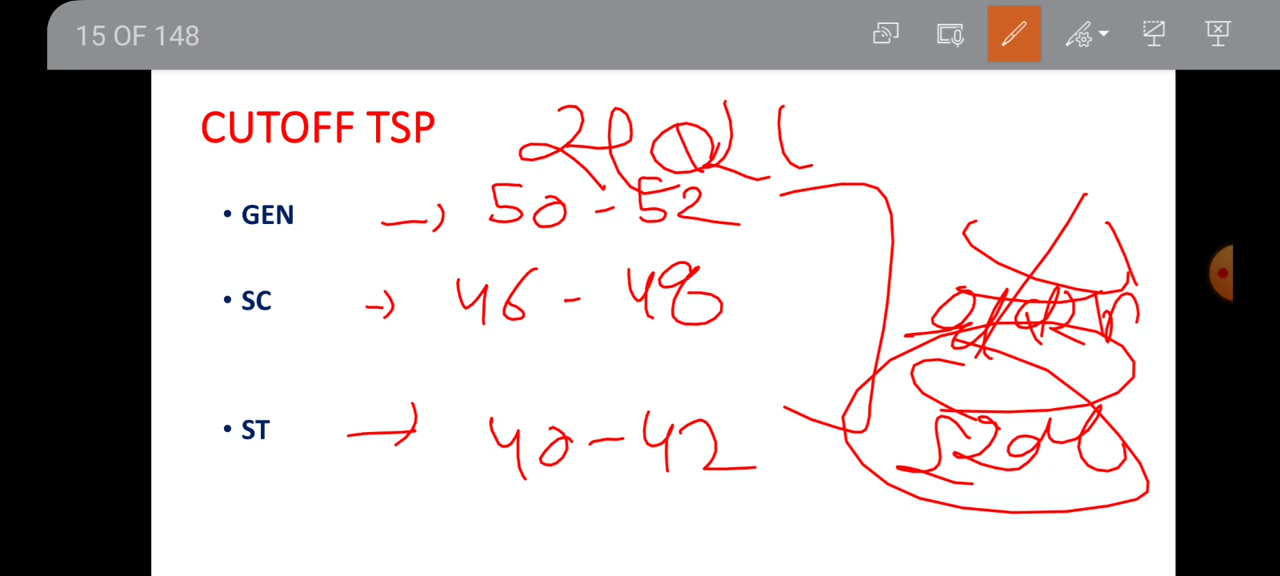 15 OF 148
CUTOFF TSP
• GEN → 50 - 52
• SC → 46 - 48
• ST → 40 - 42